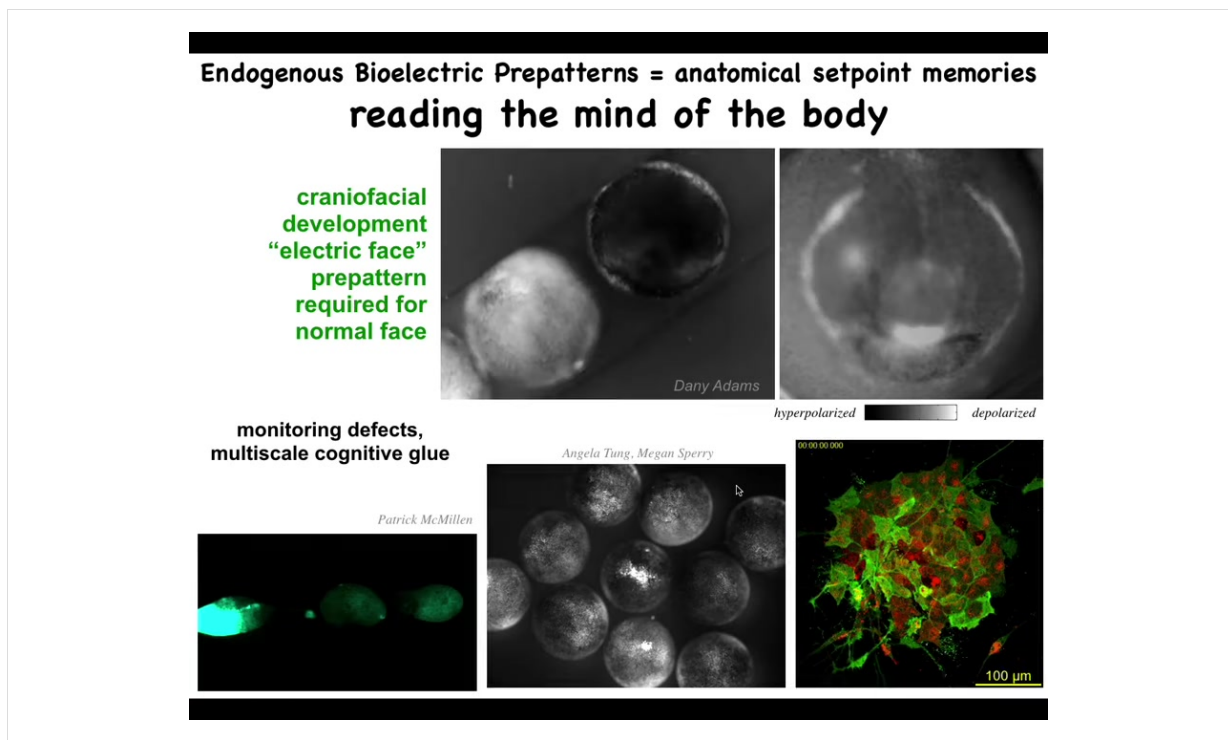 Endogenous Bioelectric Prepatterns = anatomical setpoint memories
reading the mind of the body
craniofacial
development
“electric face”
prepattern
required for
normal face
Dany Adams
hyperpolarized
depolarized
monitoring defects,
multiscale cognitive glue
Angela Tung, Megan Sperry
Patrick McMillen
00:00:00.000
100 µm